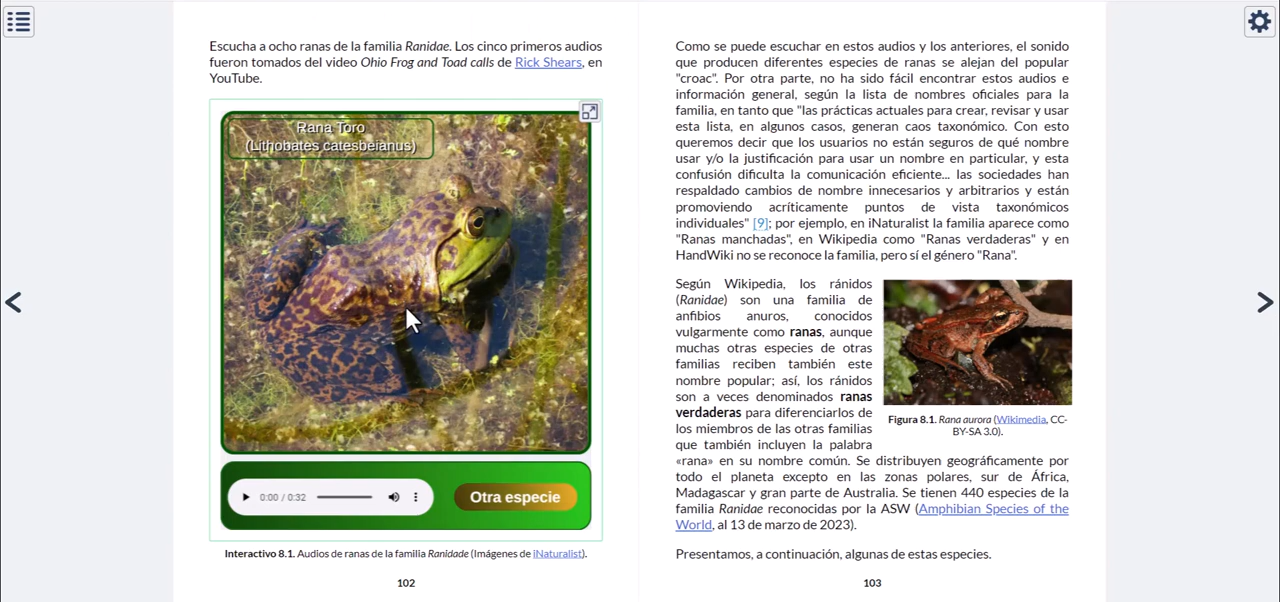 Escucha a ocho ranas de la familia Ranidae. Los cinco primeros audios
fueron tomados del video Ohio Frog and Toad calls de Rick Shears, en
YouTube.
Rana Toro
(Lithobates catesbeianus)
0:00 / 0:32
Otra especie
Interactivo 8.1. Audios de ranas de la familia Ranidade (Imágenes de iNaturalist).
102
Como se puede escuchar en estos audios y los anteriores, el sonido
que producen diferentes especies de ranas se alejan del popular
"croac". Por otra parte, no ha sido fácil encontrar estos audios e
información general, según la lista de nombres oficiales para la
familia, en tanto que "las prácticas actuales para crear, revisar y usar
esta lista, en algunos casos, generan caos taxonómico. Con esto
queremos decir que los usuarios no están seguros de qué nombre
usar y/o la justificación para usar un nombre en particular, y esta
confusión dificulta la comunicación eficiente... las sociedades han
respaldado cambios de nombre innecesarios y arbitrarios y están
promoviendo acríticamente puntos de vista taxonómicos
individuales" [9]; por ejemplo, en iNaturalist la familia aparece como
"Ranas manchadas", en Wikipedia como "Ranas verdaderas" y en
HandWiki no se reconoce la familia, pero sí el género "Rana".
Según Wikipedia, los ránidos
(Ranidae) son una familia de
anfibios anuros, conocidos
vulgarmente como ranas, aunque
muchas otras especies de otras
familias reciben también este
nombre popular; así, los ránidos
son a veces denominados ranas
verdaderas para diferenciarlos de
los miembros de las otras familias
que también incluyen la palabra
«rana» en su nombre común. Se distribuyen geográficamente por
todo el planeta excepto en las zonas polares, sur de África,
Madagascar y gran parte de Australia. Se tienen 440 especies de la
familia Ranidae reconocidas por la ASW (Amphibian Species of the
World, al 13 de marzo de 2023).
Figura 8.1. Rana aurora (Wikimedia, CC-
BY-SA 3.0).
Presentamos, a continuación, algunas de estas especies.
103